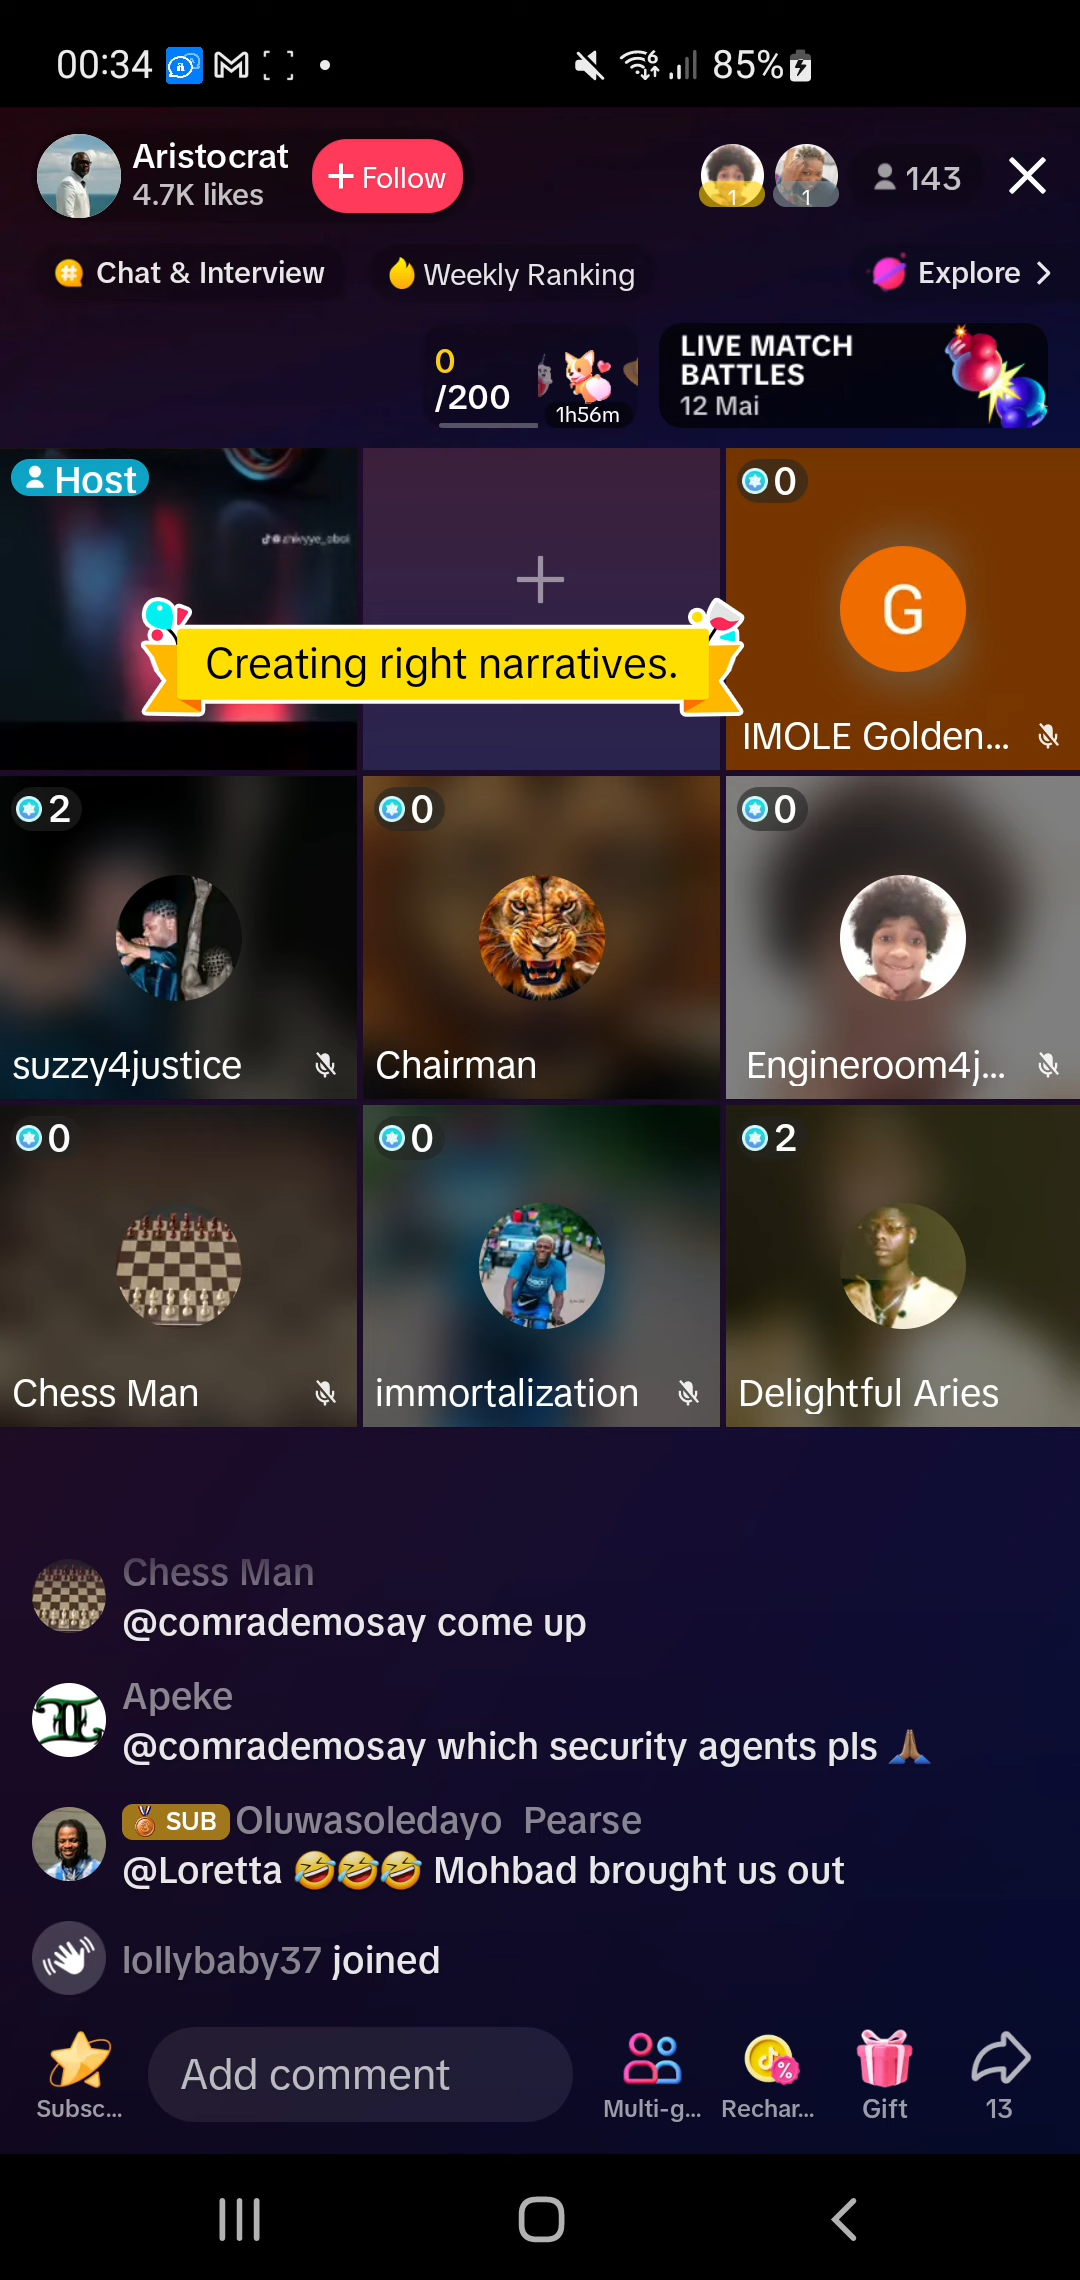 00:34
85%
Aristocrat
4.7K likes
+ Follow
1
1
143
Chat & Interview
Weekly Ranking
Explore
0
/200
1h56m
LIVE MATCH
BATTLES
12 Mai
Host
0
Creating right narratives.
G
IMOLE Golden...
2
0
0
suzzy4justice
Chairman
Engineroom4j...
0
0
2
Chess Man
immortalization
Delightful Aries
Chess Man
@comrademosay come up
Apeke
@comrademosay which security agents pls 🙏🏾
SUB Oluwasoledayo Pearse
@Loretta 🤣🤣🤣 Mohbad brought us out
lollybaby37 joined
Subsc...
Add comment
Multi-g...
Rechar...
Gift
13